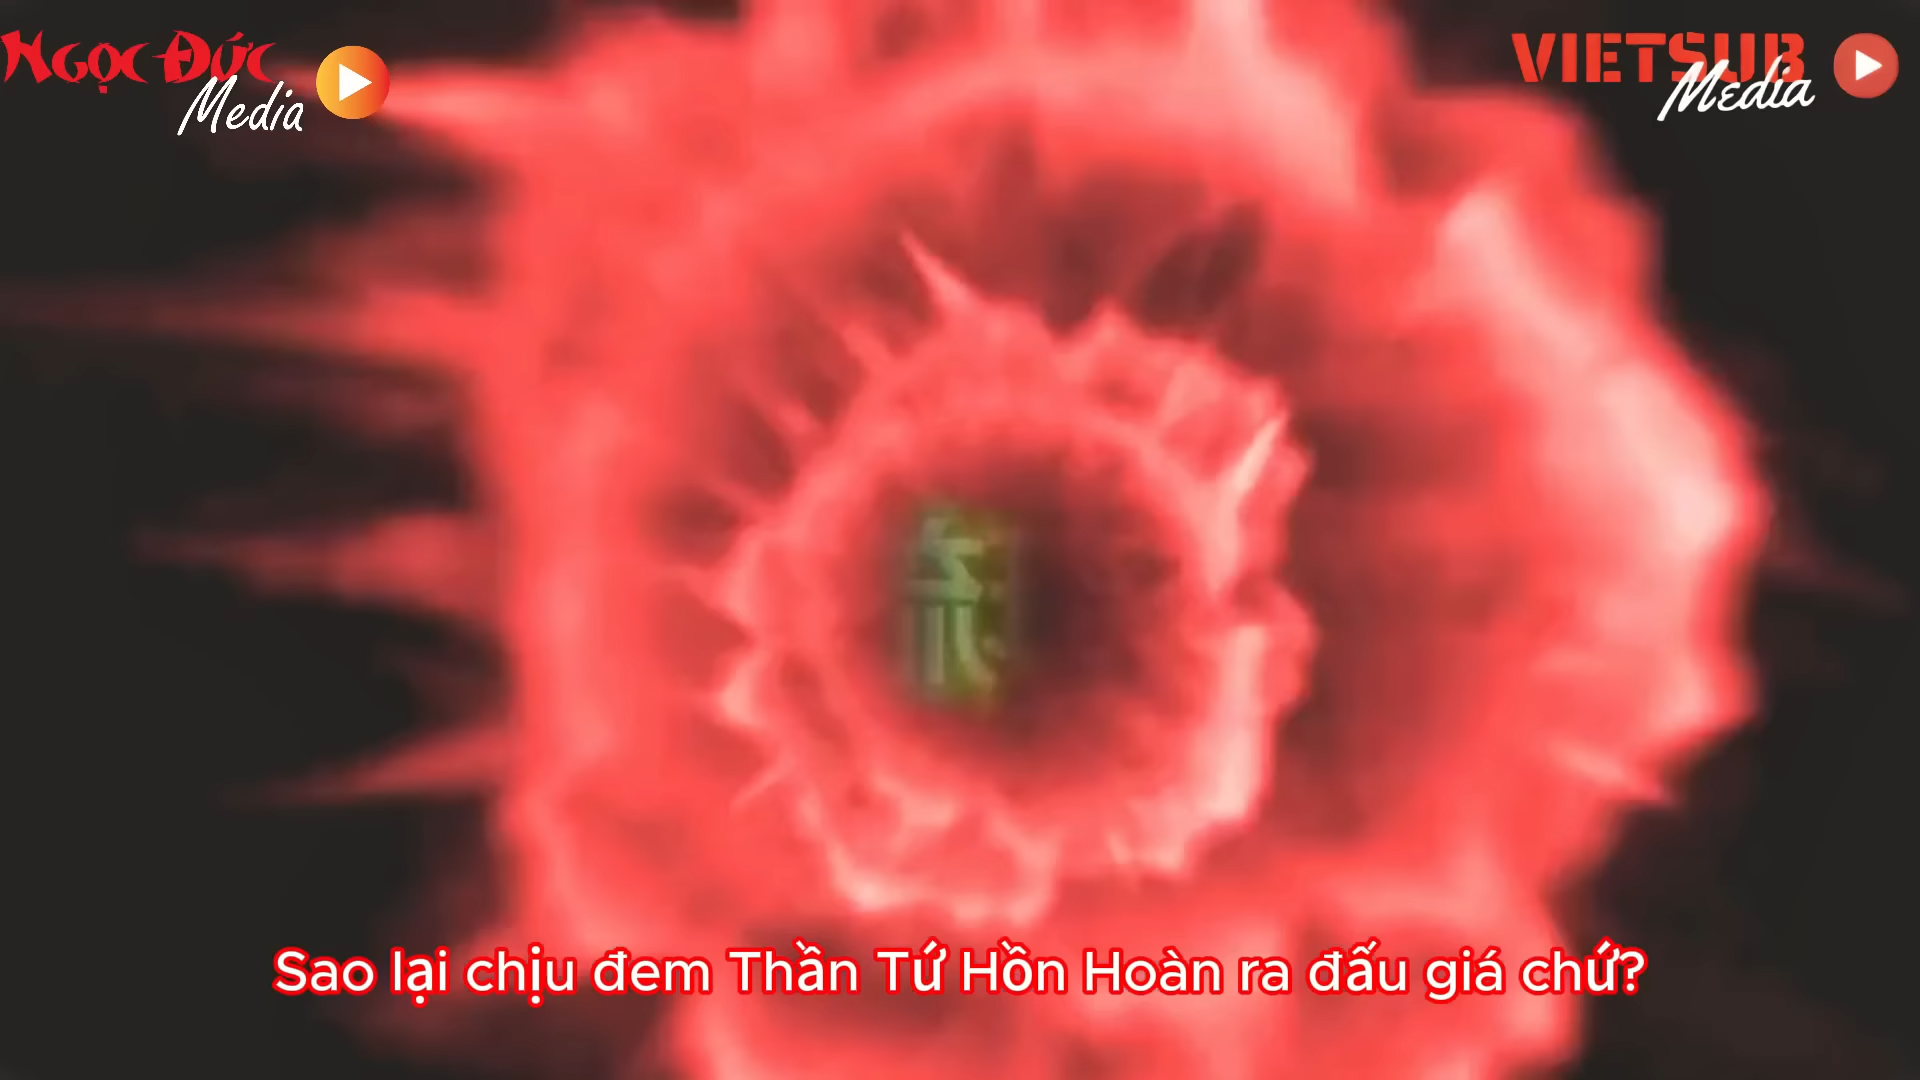 Ngọc Đức
Media
VIETSUB
Media
Sao lại chịu đem Thần Tứ Hồn Hoàn ra đấu giá chứ?